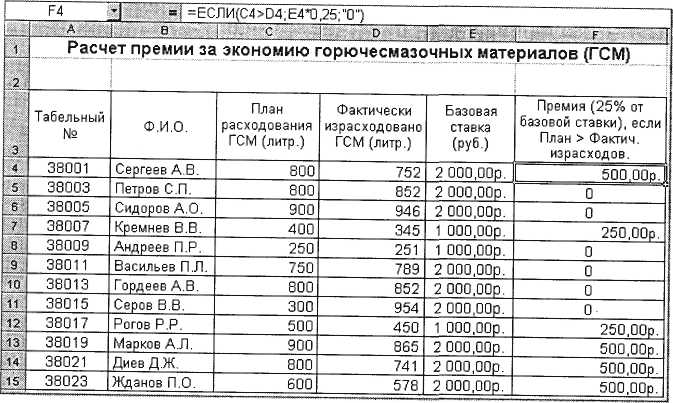 F4 = =ЕСЛИ(C4>D4;E4*0,25;"0")
A B C D E F
1 Расчет премии за экономию горючесмазочных материалов (ГСМ)
2
3 Табельный № Ф.И.О. План расходования ГСМ (литр.) Фактически израсходовано ГСМ (литр.) Базовая ставка (руб.) Премия (25% от базовой ставки), если План > Фактич. израсходов.
4 38001 Сергеев А.В. 800 752 2 000,00р. 500,00р.
5 38003 Петров С.П. 800 852 2 000,00р. 0
6 38005 Сидоров А.О. 900 946 2 000,00р. 0
7 38007 Кремнев В.В. 400 345 1 000,00р. 250,00р.
8 38009 Андреев П.Р. 250 251 1 000,00р. 0
9 38011 Васильев П.Л. 750 789 2 000,00р. 0
10 38013 Гордеев А.В. 800 852 2 000,00р. 0
11 38015 Серов В.В. 300 954 2 000,00р. 0
12 38017 Рогов Р.Р. 500 450 1 000,00р. 250,00р.
13 38019 Марков А.Л. 900 865 2 000,00р. 500,00р.
14 38021 Диев Д.Ж. 800 741 2 000,00р. 500,00р.
15 38023 Жданов П.О. 600 578 2 000,00р. 500,00р.